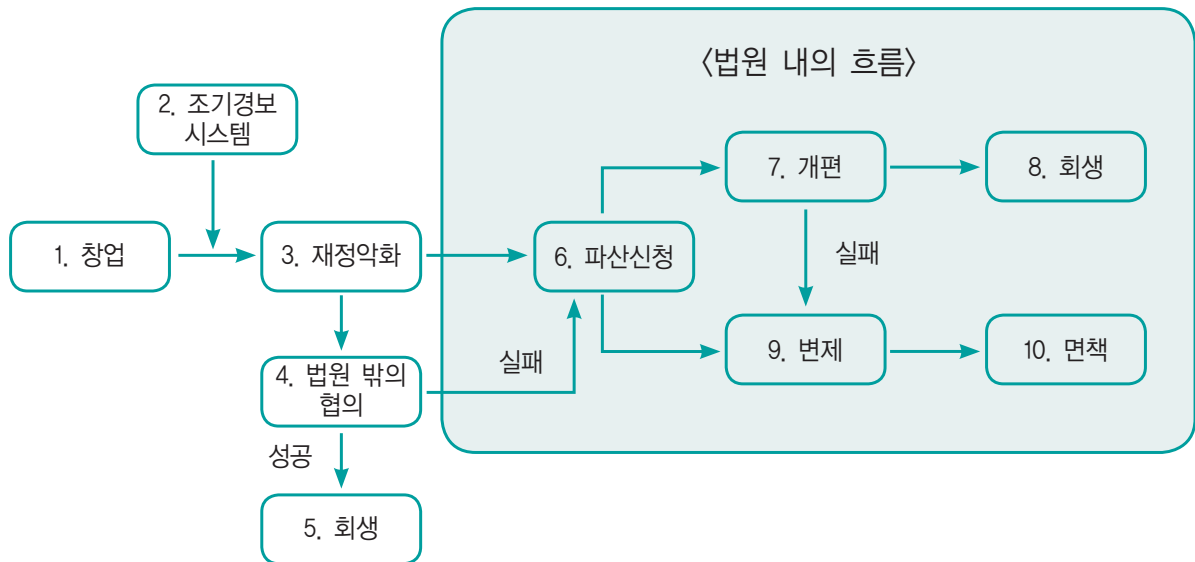 〈법원 내의 흐름〉
2. 조기경보
시스템
7. 개편
8. 회생
1. 창업
3. 재정악화
6. 파산신청
실패
4. 법원 밖의
협의
실패
9. 변제
10. 면책
성공
5. 회생